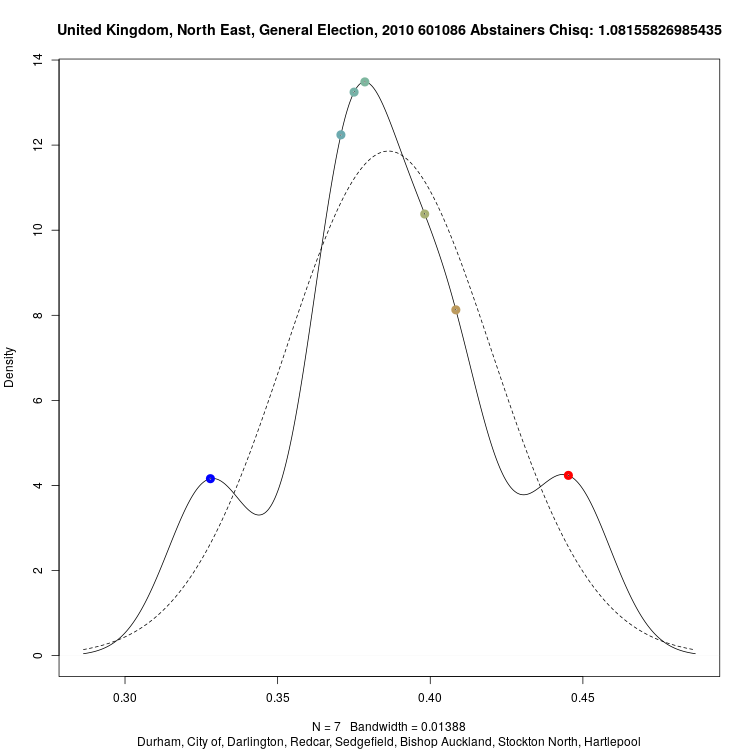 United Kingdom, North East, General Election, 2010 601086 Abstainers Chisq: 1.08155826985435
14
12
10
8
6
4
2
0
Density
0.30 0.35 0.40 0.45
N = 7 Bandwidth = 0.01388
Durham, City of, Darlington, Redcar, Sedgefield, Bishop Auckland, Stockton North, Hartlepool